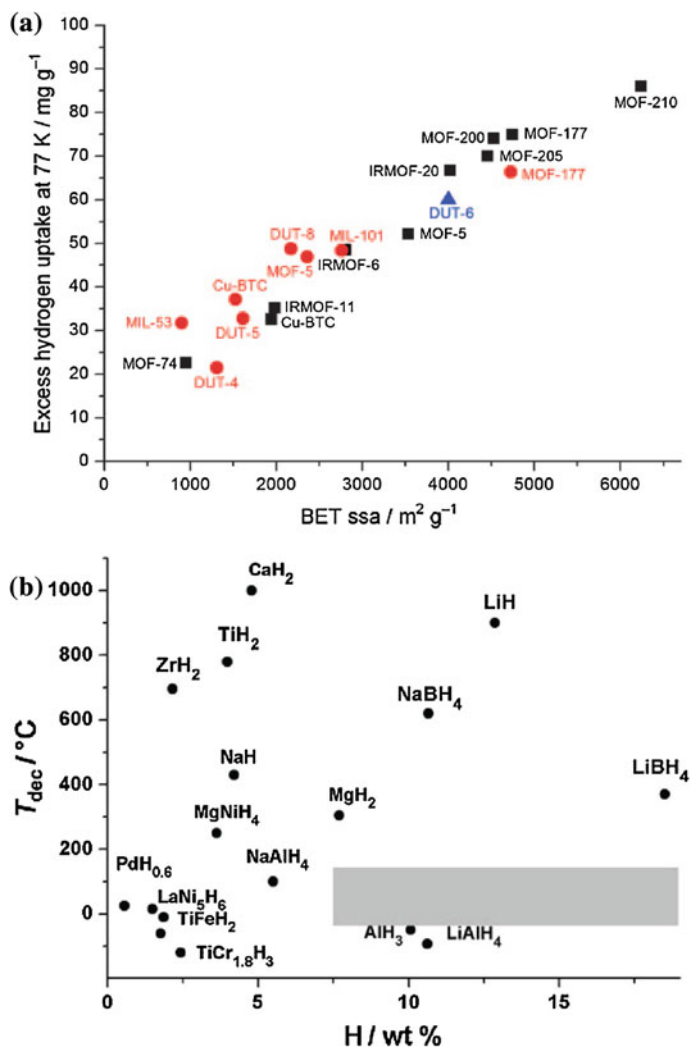 (a)
Excess hydrogen uptake at 77 K / mg g⁻¹
100
90
80
70
60
50
40
30
20
10
0
MOF-210
MOF-200
MOF-177
MOF-205
IRMOF-20
MOF-177
DUT-6
DUT-8
MIL-101
MOF-5
MOF-5
IRMOF-6
Cu-BTC
IRMOF-11
MIL-53
DUT-5
Cu-BTC
MOF-74
DUT-4
0 1000 2000 3000 4000 5000 6000
BET ssa / m² g⁻¹
(b)
T_dec / °C
1000
800
600
400
200
0
CaH₂
LiH
TiH₂
ZrH₂
NaBH₄
NaH
LiBH₄
MgH₂
MgNiH₄
NaAlH₄
PdH₀.₆
LaNi₅H₆
TiFeH₂
AlH₃
LiAlH₄
TiCr₁.₈H₃
0 5 10 15
H / wt %